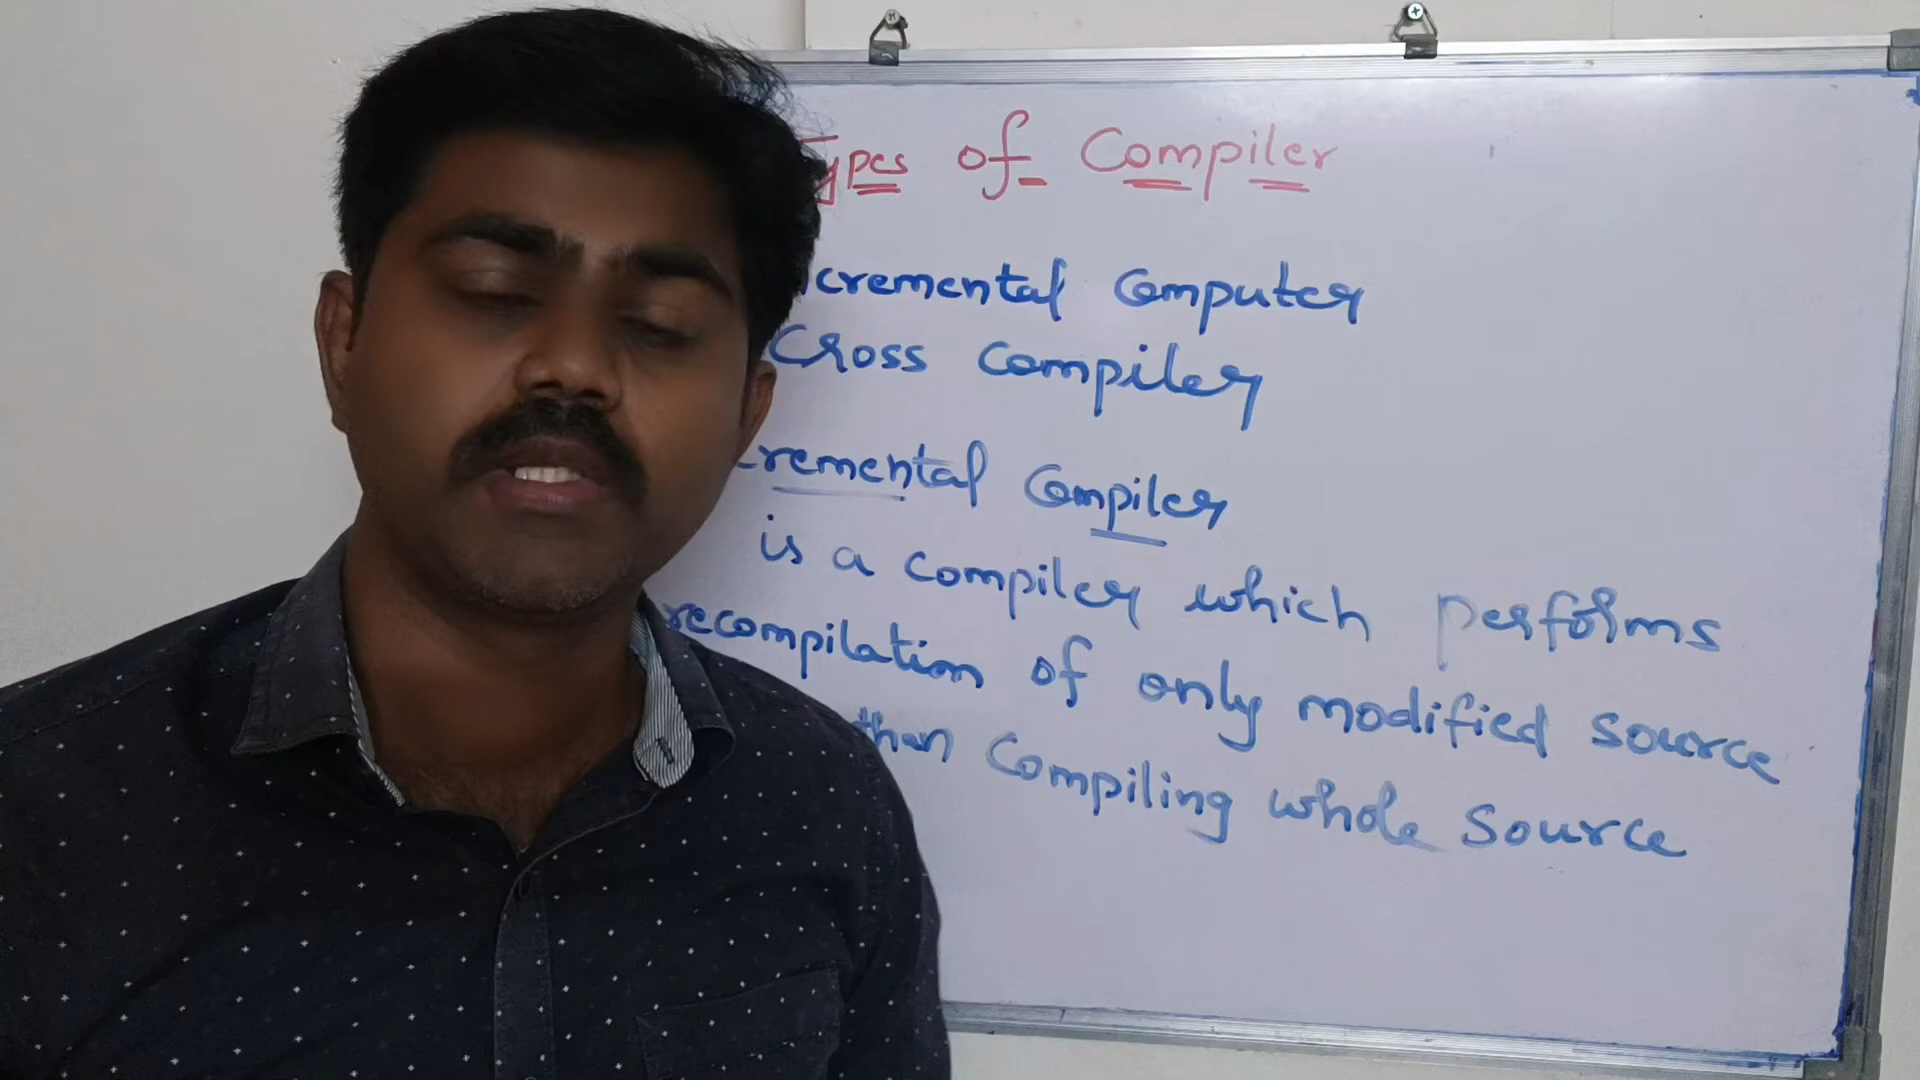 Types of Compiler
cremental Computer
Cross Compiler
remental Compiler
is a compiler which performs
recompilation of only modified source
than Compiling whole Source